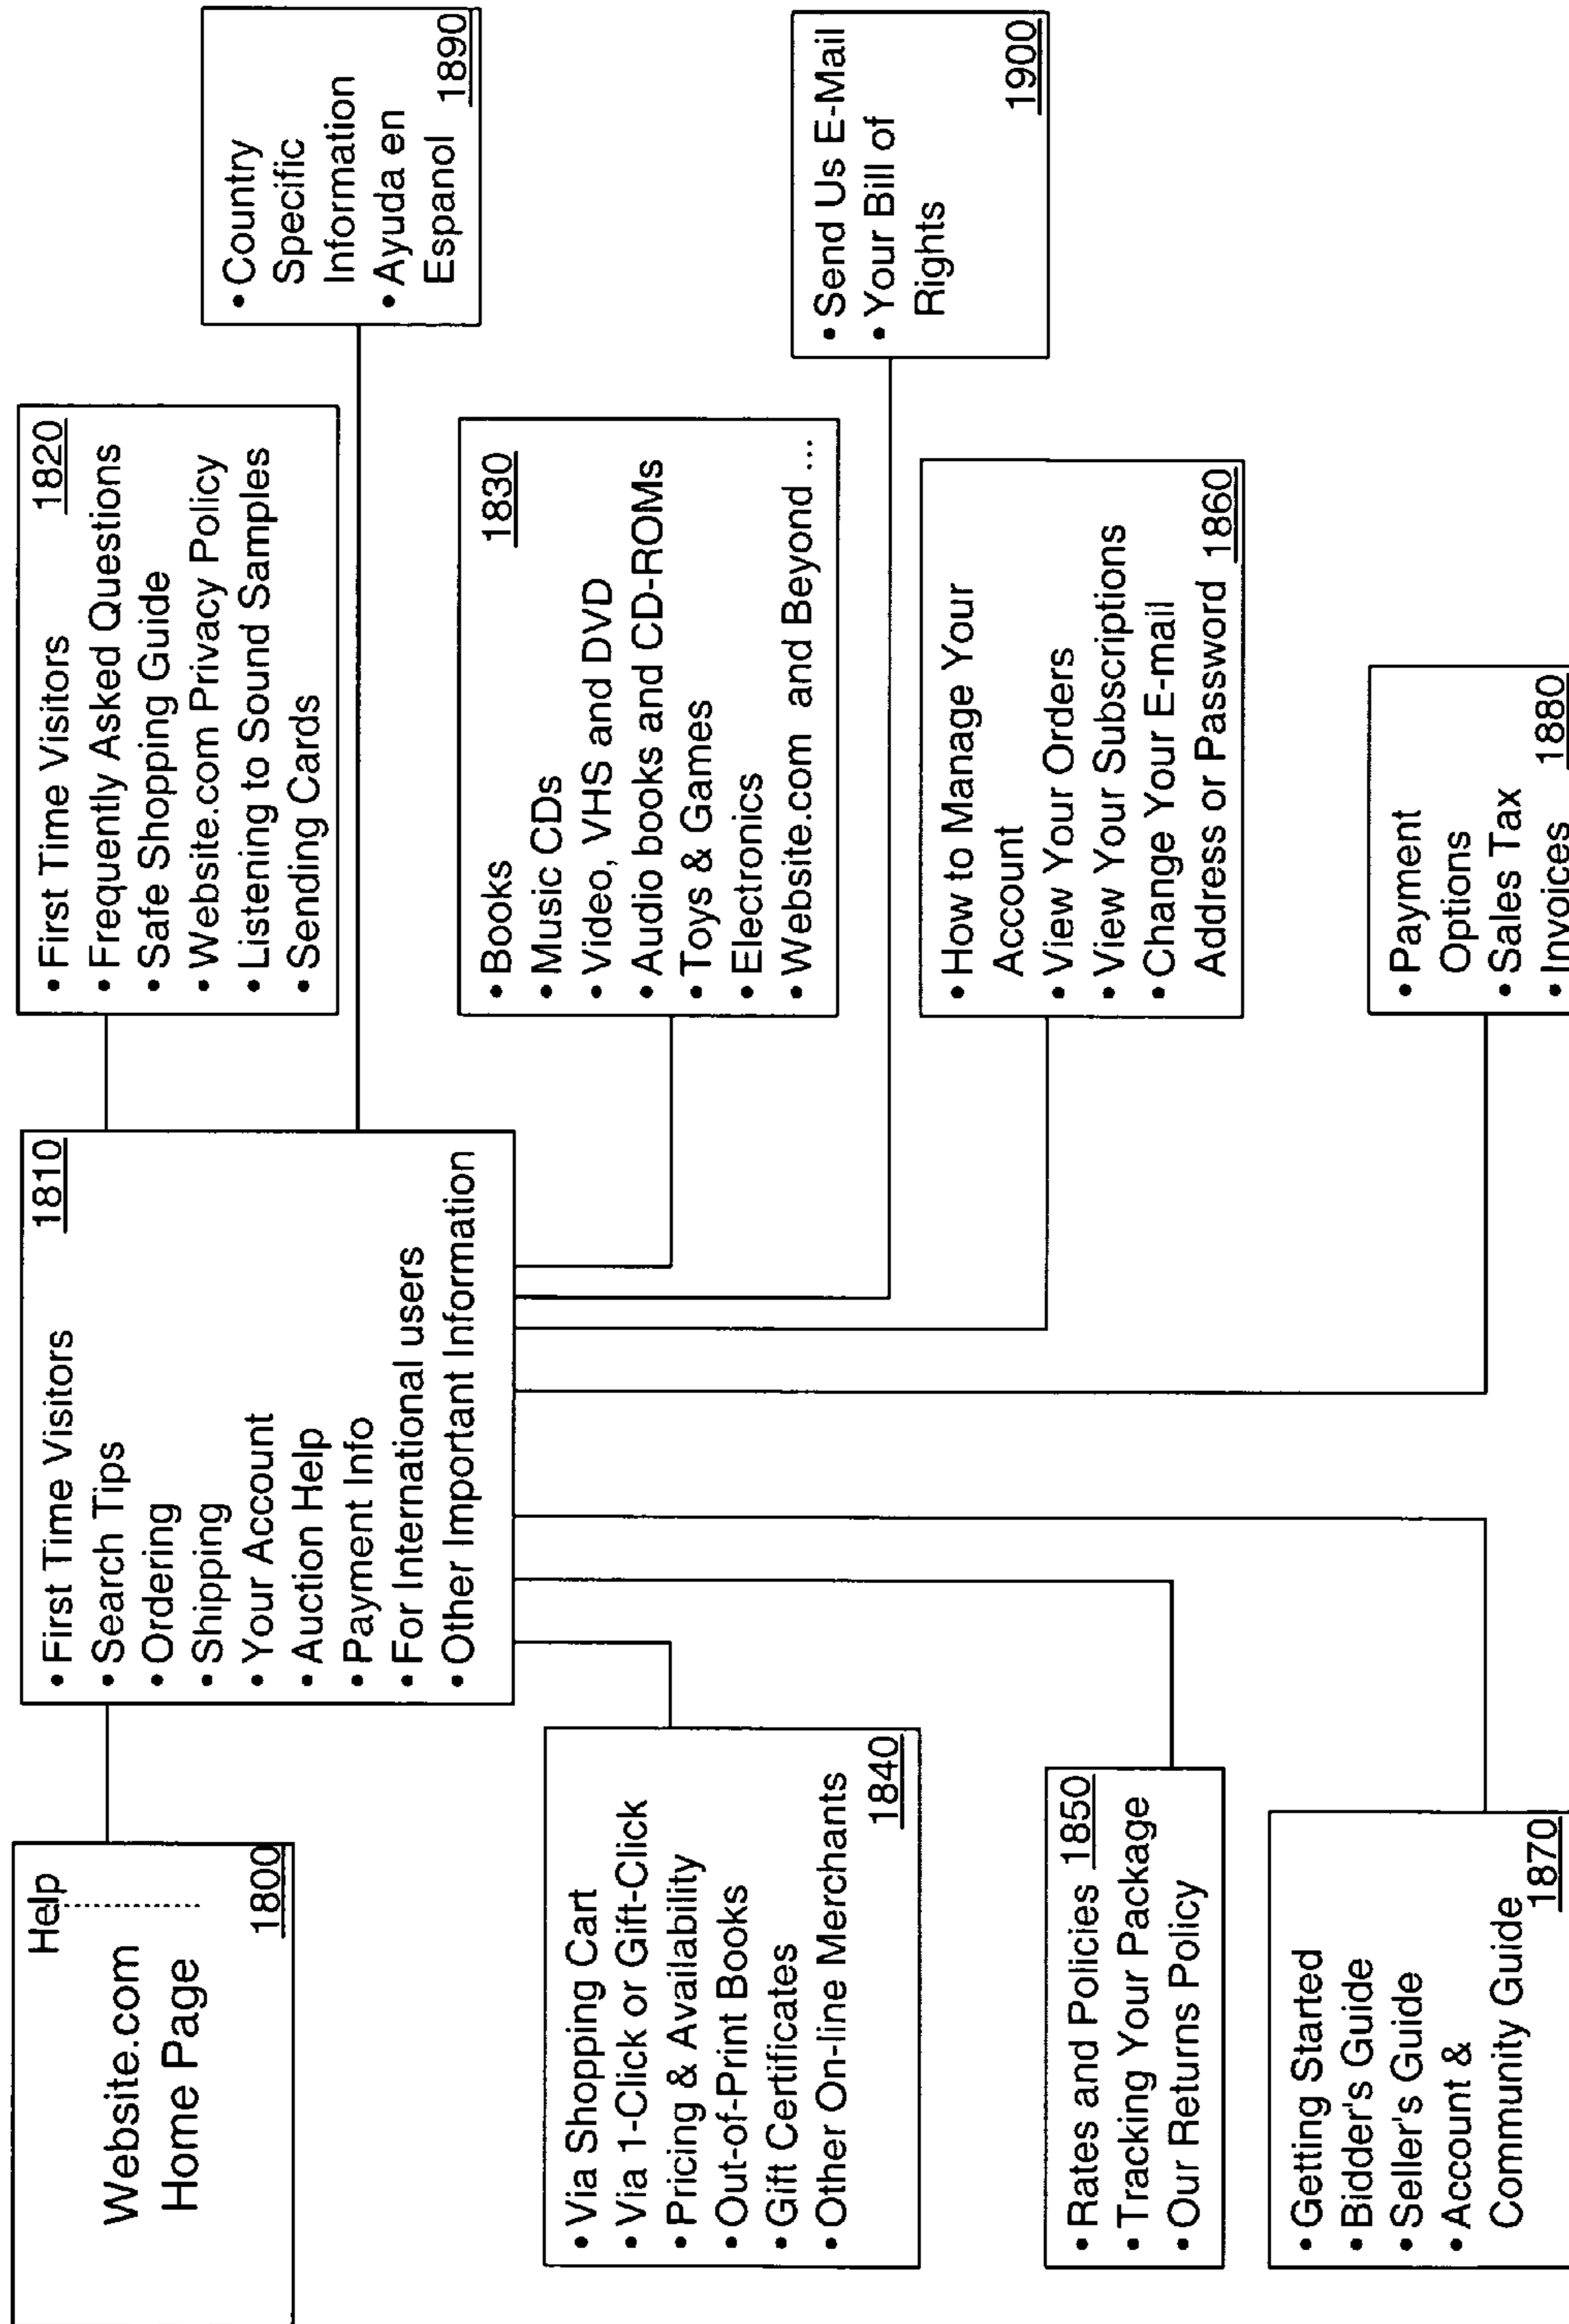 Help
Website.com
Home Page
1800
1810
• First Time Visitors
• Search Tips
• Ordering
• Shipping
• Your Account
• Auction Help
• Payment Info
• For International users
• Other Important Information
• First Time Visitors 1820
• Frequently Asked Questions
• Safe Shopping Guide
• Website.com Privacy Policy
• Listening to Sound Samples
• Sending Cards
• Country
Specific
Information
• Ayuda en
Espanol 1890
• Books 1830
• Music CDs
• Video, VHS and DVD
• Audio books and CD-ROMs
• Toys & Games
• Electronics
• Website.com and Beyond ...
• Send Us E-Mail
• Your Bill of
Rights
1900
• Via Shopping Cart
• Via 1-Click or Gift-Click
• Pricing & Availability
• Out-of-Print Books
• Gift Certificates
• Other On-line Merchants
1840
• How to Manage Your
Account
• View Your Orders
• View Your Subscriptions
• Change Your E-mail
Address or Password 1860
• Rates and Policies 1850
• Tracking Your Package
• Our Returns Policy
• Getting Started
• Bidder's Guide
• Seller's Guide
• Account &
Community Guide
1870
• Payment
Options
• Sales Tax
• Invoices 1880